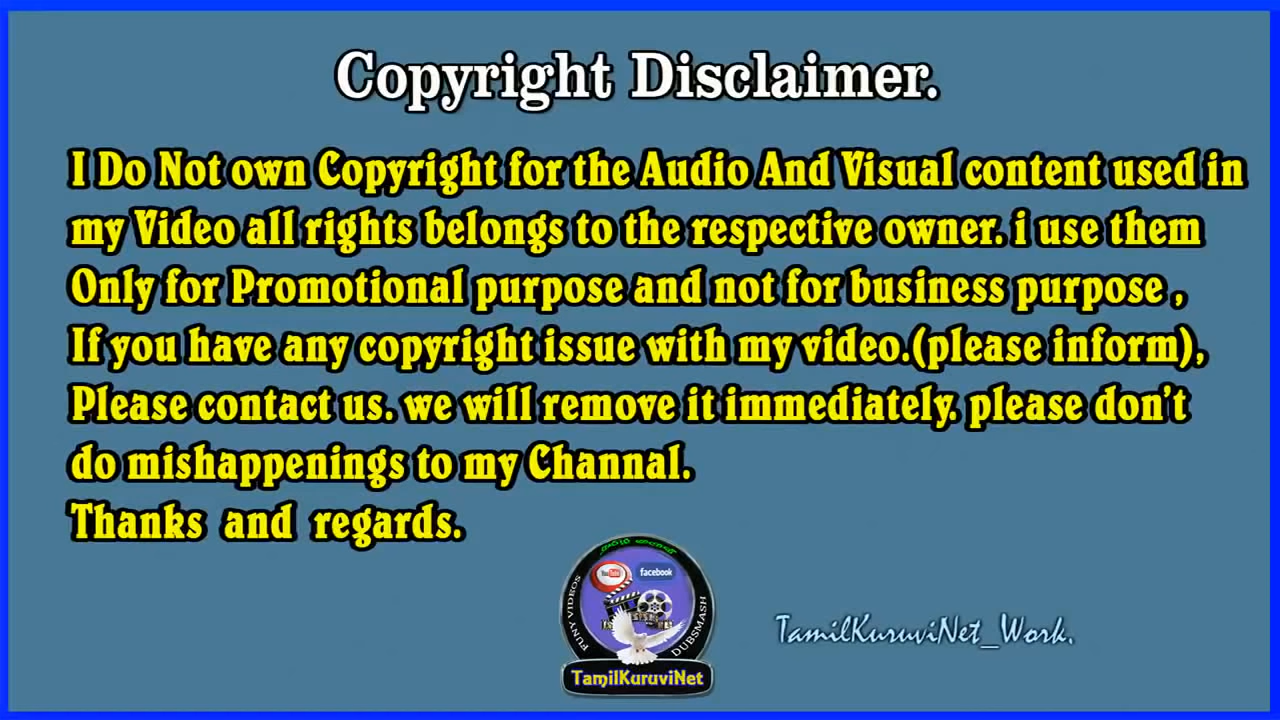 Copyright Disclaimer.
I Do Not own Copyright for the Audio And Visual content used in
my Video all rights belongs to the respective owner. i use them
Only for Promotional purpose and not for business purpose ,
If you have any copyright issue with my video.(please inform),
Please contact us. we will remove it immediately. please don't
do mishappenings to my Channal.
Thanks and regards.
YouTube
facebook
FUNY VIDEOS
DUBSMASH
TamilKuruviNet
TamilKuruviNet_Work.